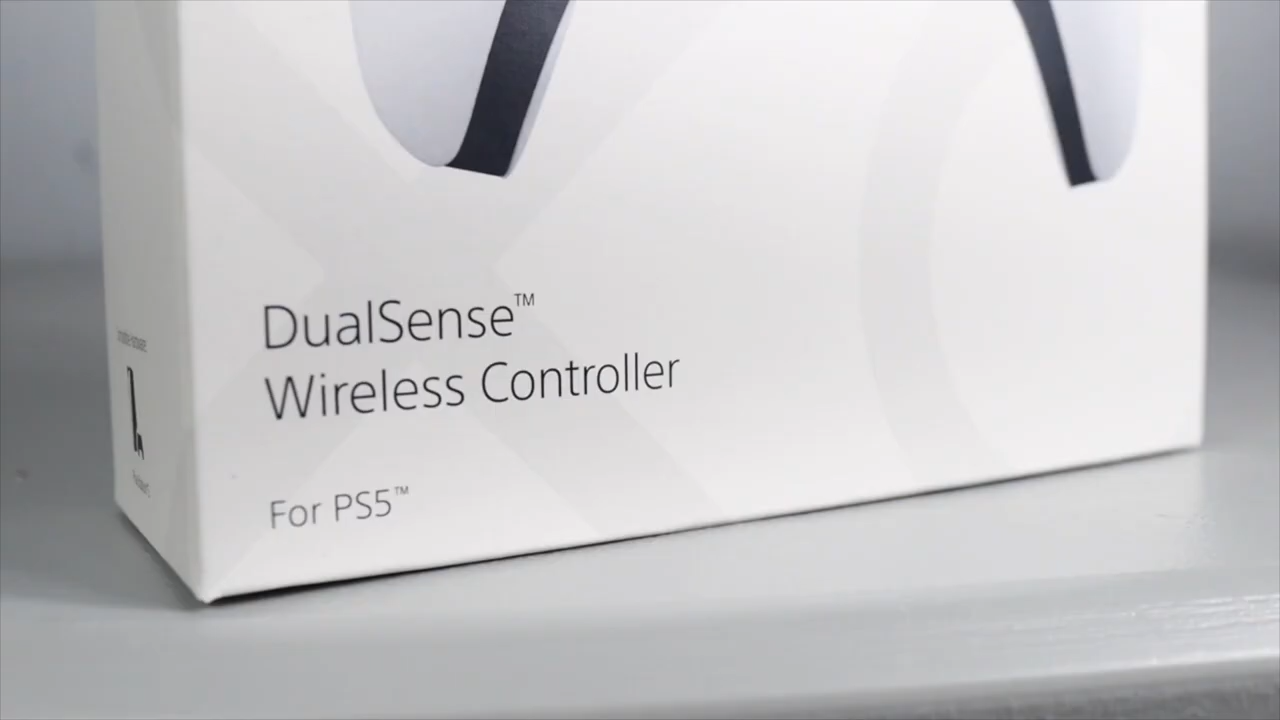 DualSense™
Wireless Controller
For PS5™